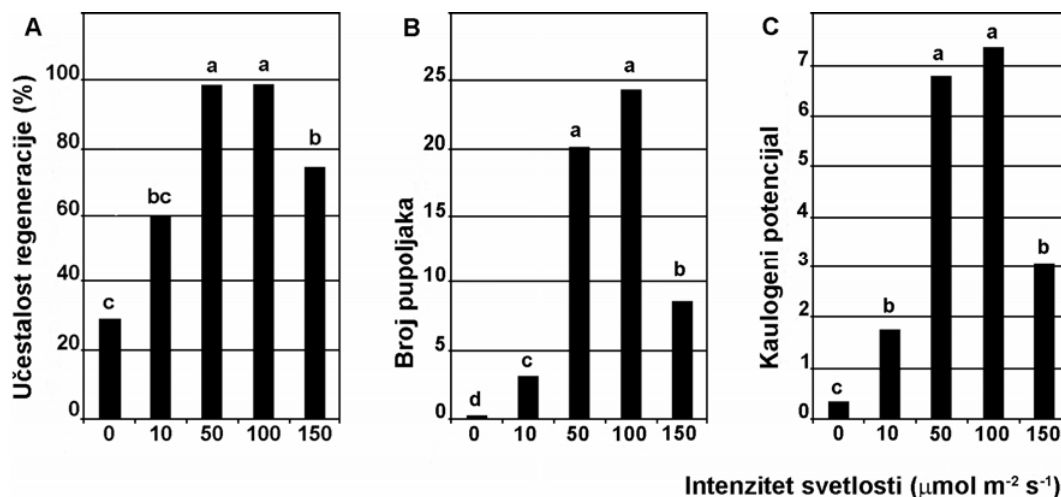 A
Učestalost regeneracije (%)
100
80
60
40
20
0
c
bc
a
a
b
0 10 50 100 150
B
Broj pupoljaka
25
20
15
10
5
0
d
c
a
a
b
0 10 50 100 150
C
Kaulogeni potencijal
7
6
5
4
3
2
1
0
c
b
a
a
b
0 10 50 100 150
Intenzitet svetlosti (μmol m⁻² s⁻¹)